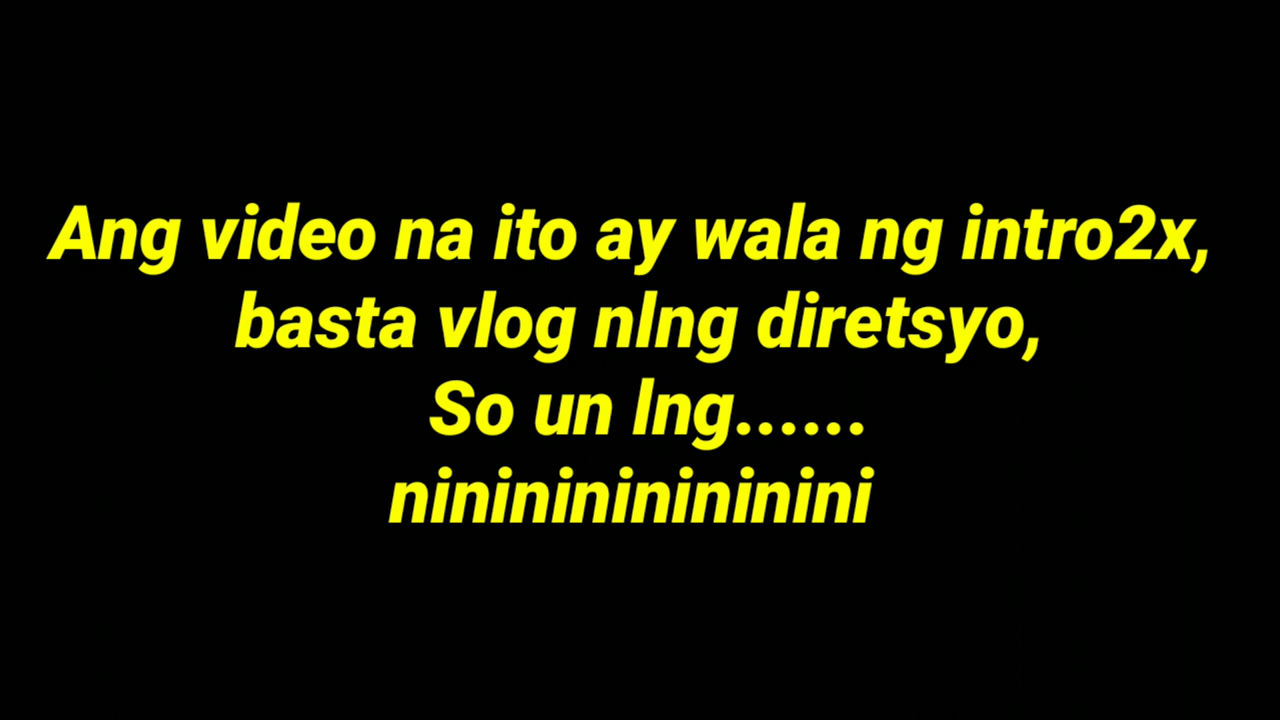 Ang video na ito ay wala ng intro2x,
basta vlog nlng diretsyo,
So un lng......
nininininininini